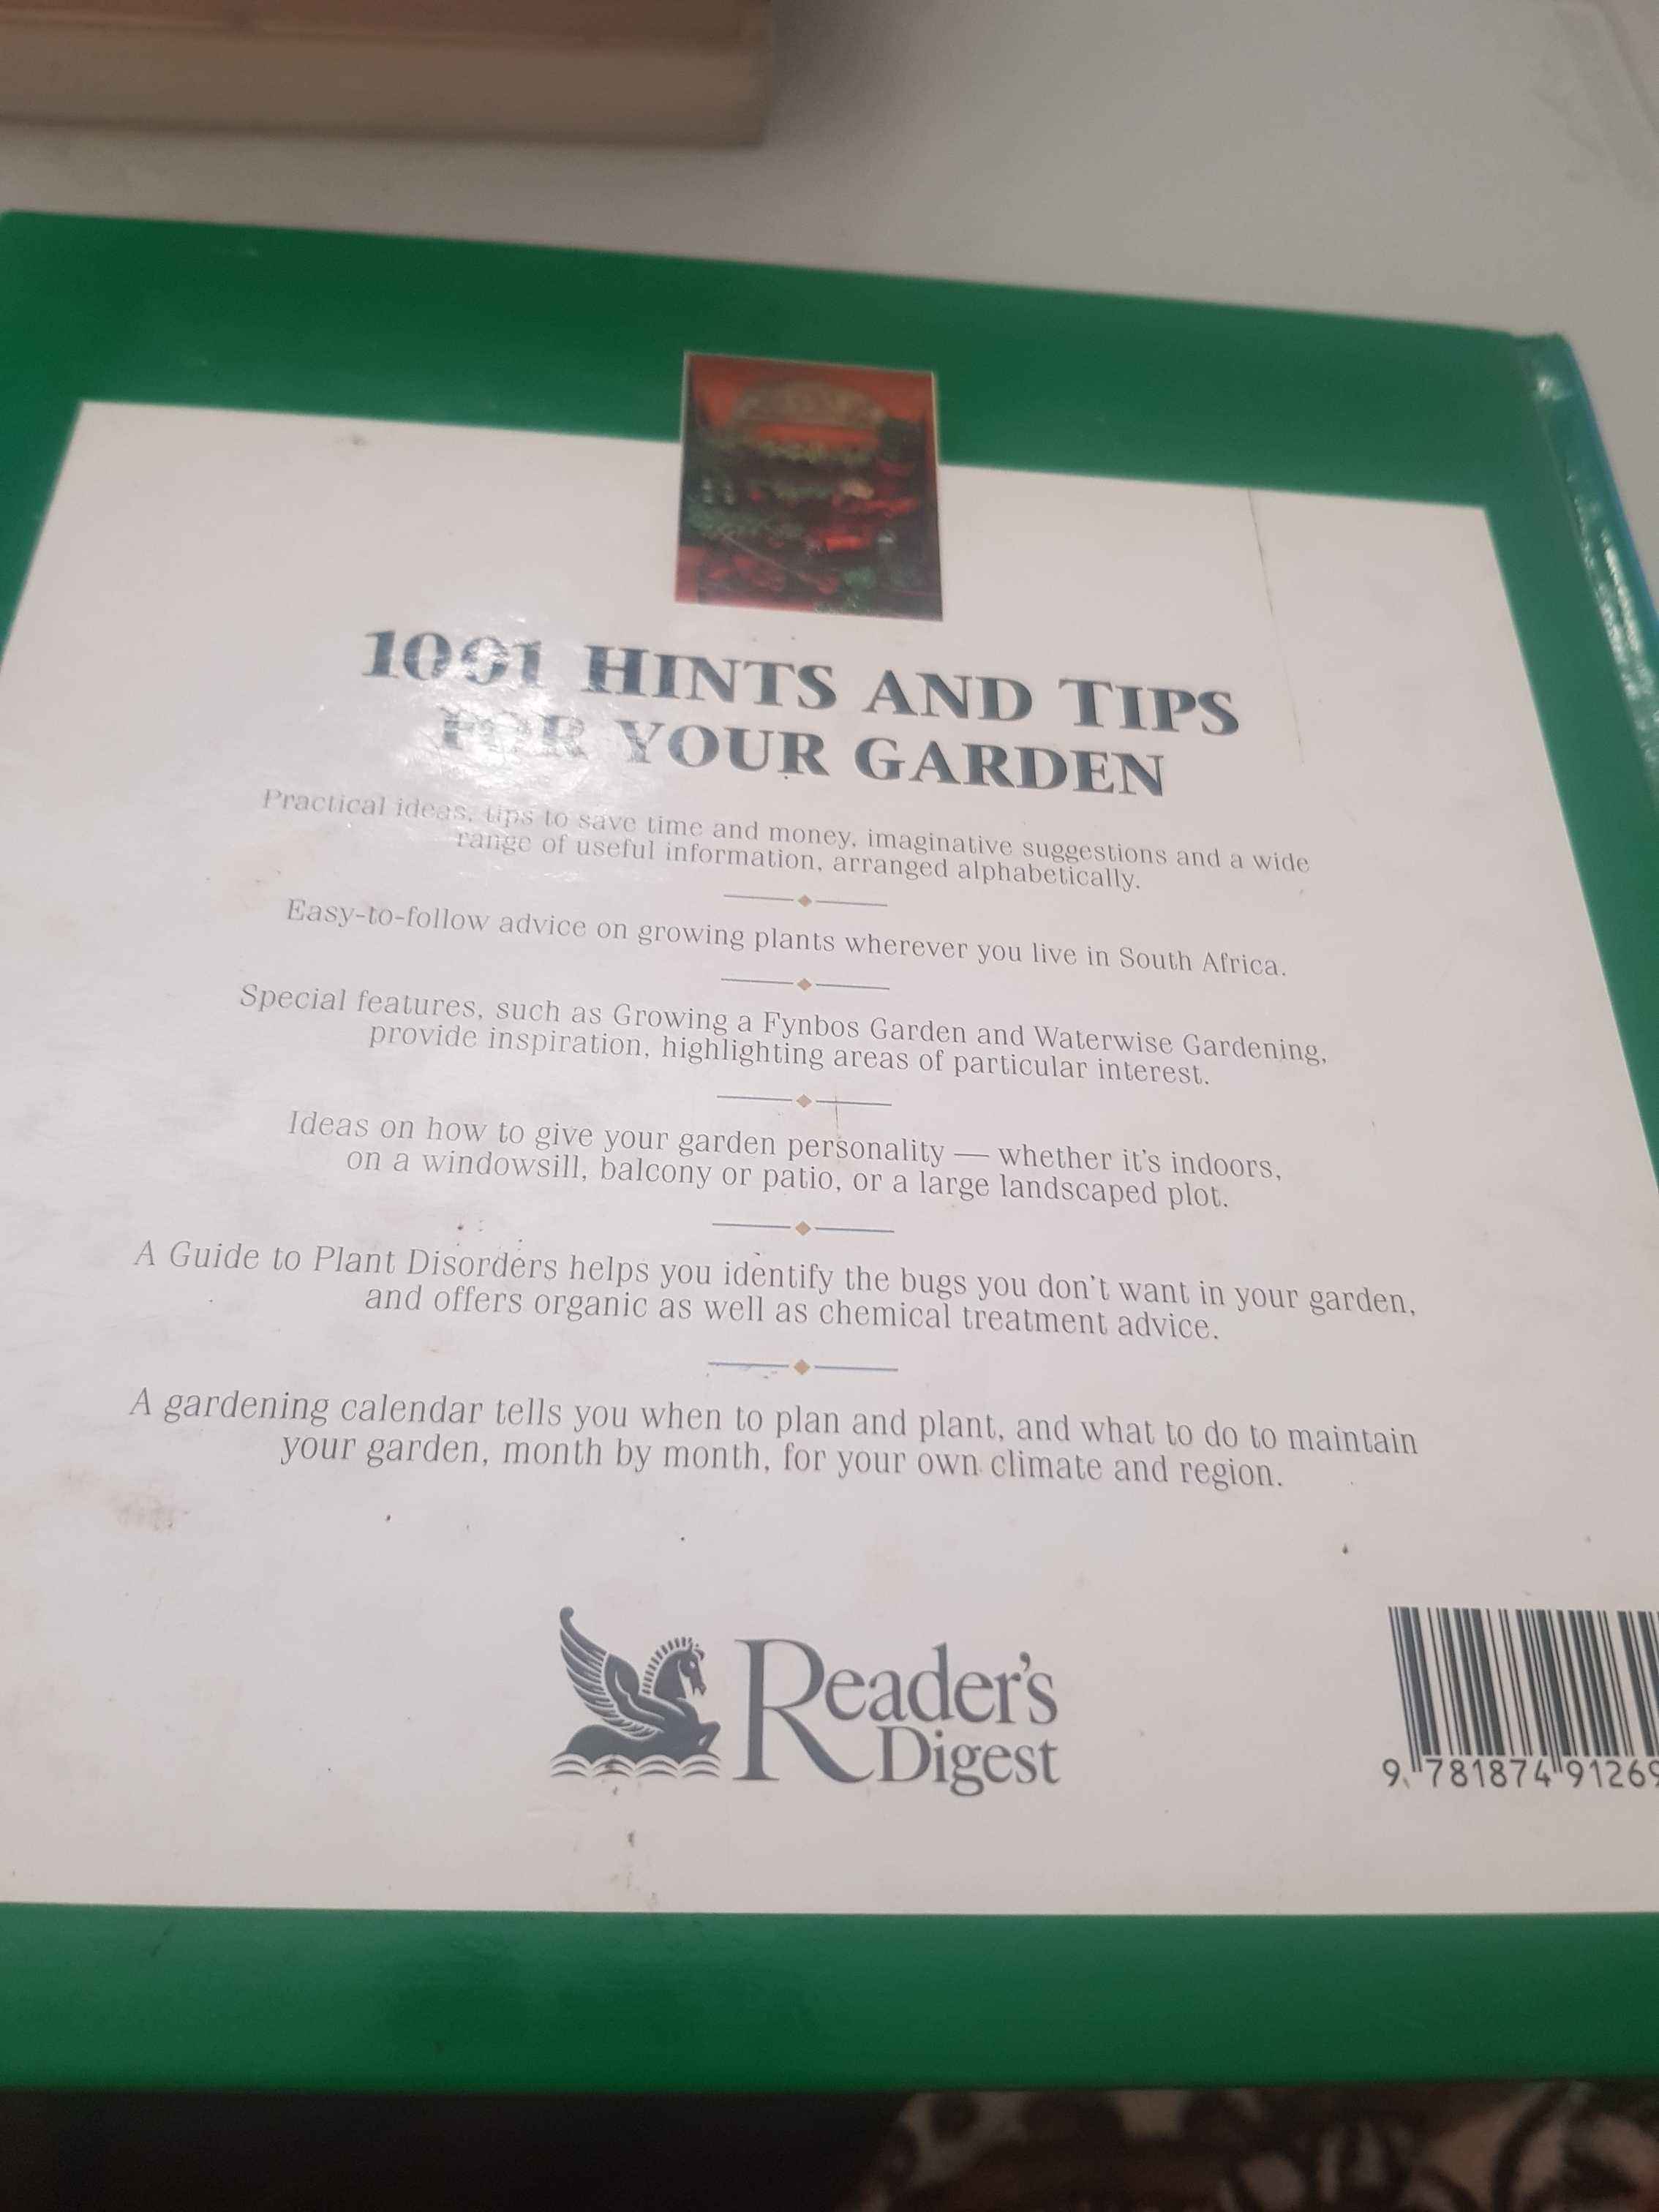 1001 HINTS AND TIPS
FOR YOUR GARDEN
Practical ideas, tips to save time and money, imaginative suggestions and a wide
range of useful information, arranged alphabetically.
Easy-to-follow advice on growing plants wherever you live in South Africa.
Special features, such as Growing a Fynbos Garden and Waterwise Gardening,
provide inspiration, highlighting areas of particular interest.
Ideas on how to give your garden personality — whether it's indoors,
on a windowsill, balcony or patio, or a large landscaped plot.
A Guide to Plant Disorders helps you identify the bugs you don't want in your garden,
and offers organic as well as chemical treatment advice.
A gardening calendar tells you when to plan and plant, and what to do to maintain
your garden, month by month, for your own climate and region.
Reader's
Digest
9 781874 91269